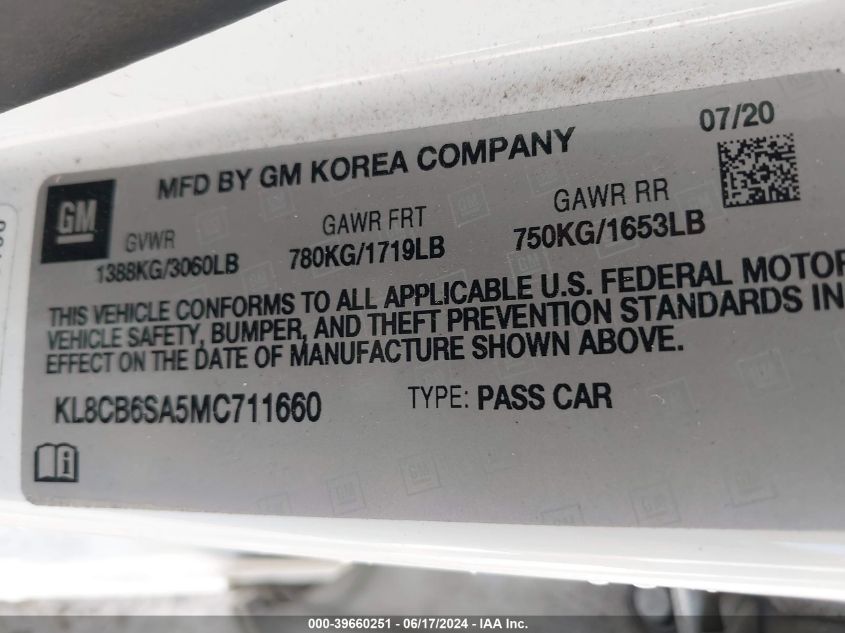 07/20
MFD BY GM KOREA COMPANY
GM
GVWR GAWR FRT GAWR RR
1388KG/3060LB 780KG/1719LB 750KG/1653LB
THIS VEHICLE CONFORMS TO ALL APPLICABLE U.S. FEDERAL MOTOR
VEHICLE SAFETY, BUMPER, AND THEFT PREVENTION STANDARDS IN
EFFECT ON THE DATE OF MANUFACTURE SHOWN ABOVE.
KL8CB6SA5MC711660 TYPE: PASS CAR
000-39660251 - 06/17/2024 - IAA Inc.